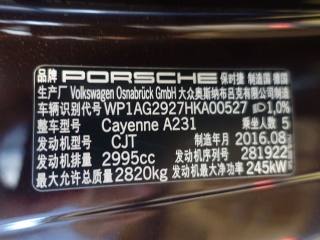 品牌 PORSCHE 保时捷 制造国 德国
生产厂 Volkswagen Osnabrück GmbH 大众奥斯纳布吕克有限公司 制造
车辆识别代号 WP1AG2927HKA00527 1,0%
整车型号 Cayenne A231 乘坐人数 5
发动机型号 CJT 制造年月 2016.08
发动机排量 2995cc 发动机号 281922
最大允许总质量 2820kg 发动机最大净功率 245kW